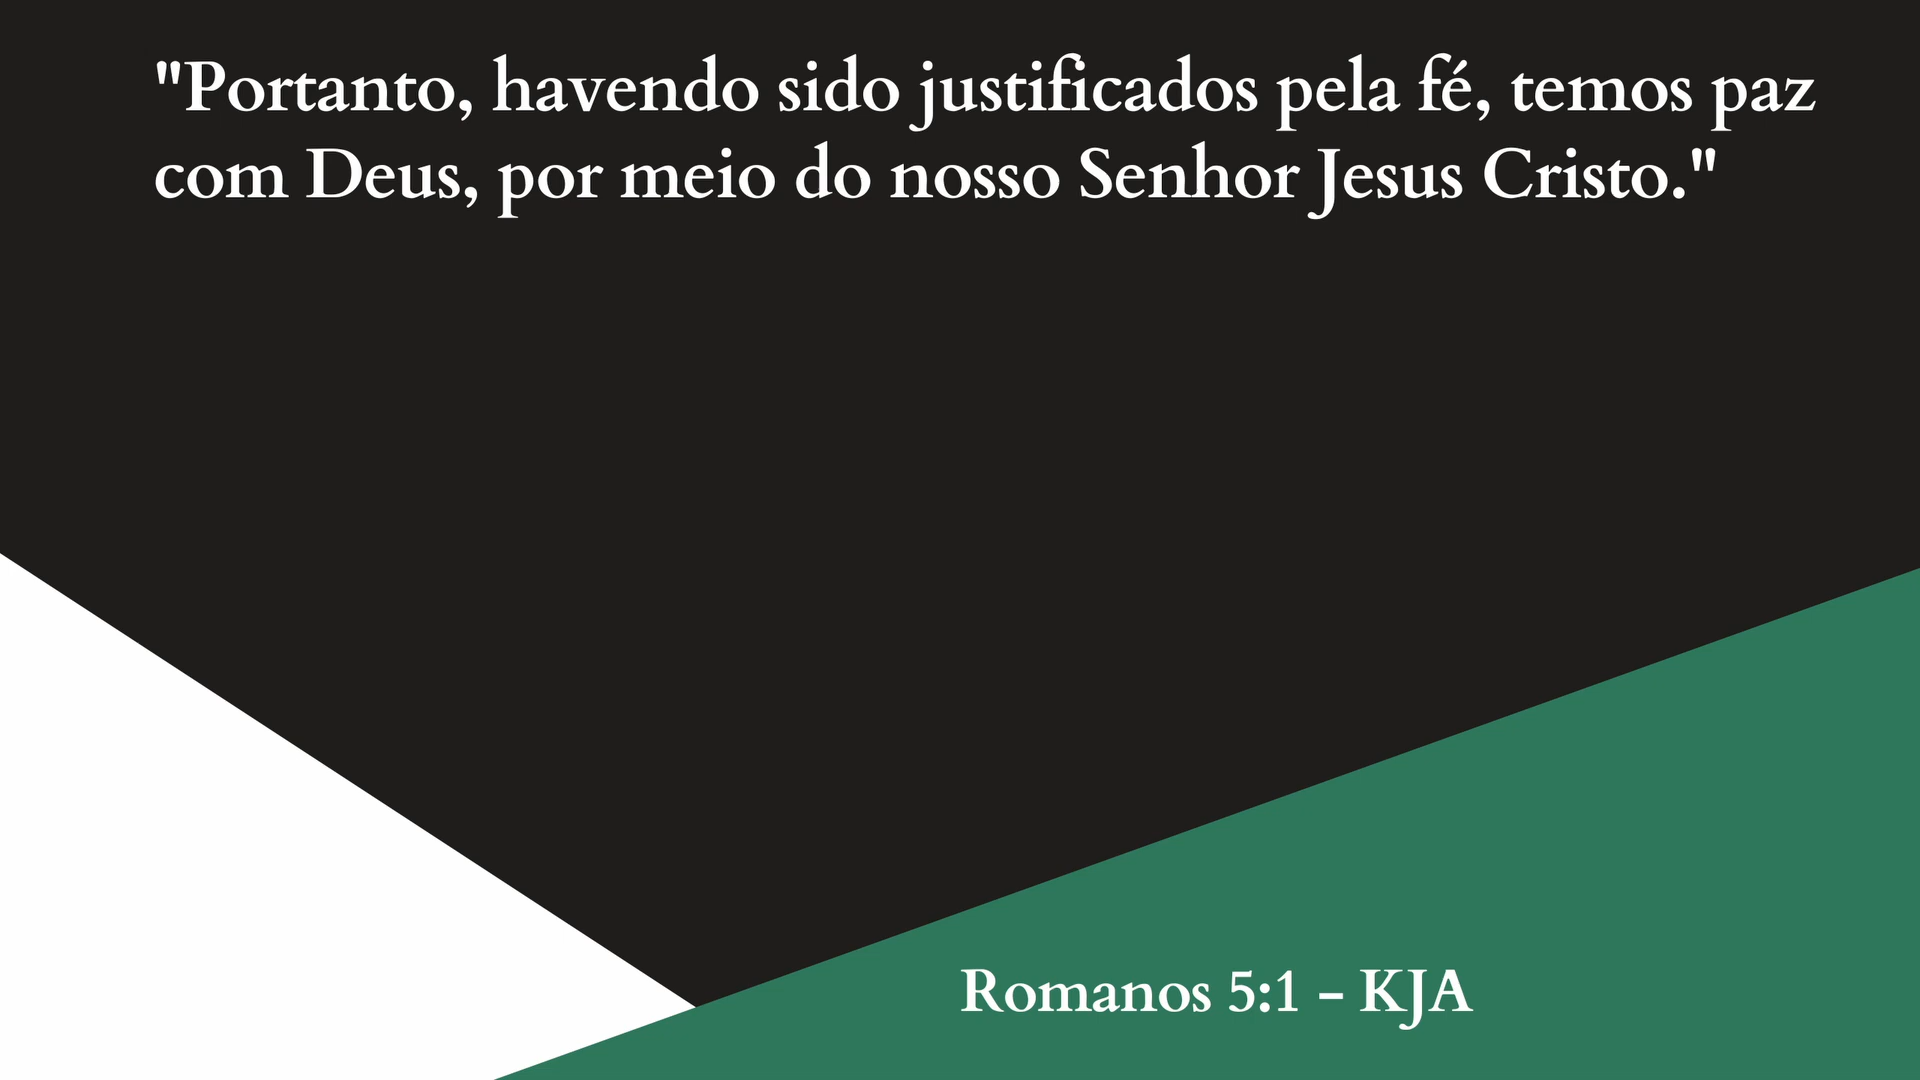 "Portanto, havendo sido justificados pela fé, temos paz
com Deus, por meio do nosso Senhor Jesus Cristo."
Romanos 5:1 - KJA